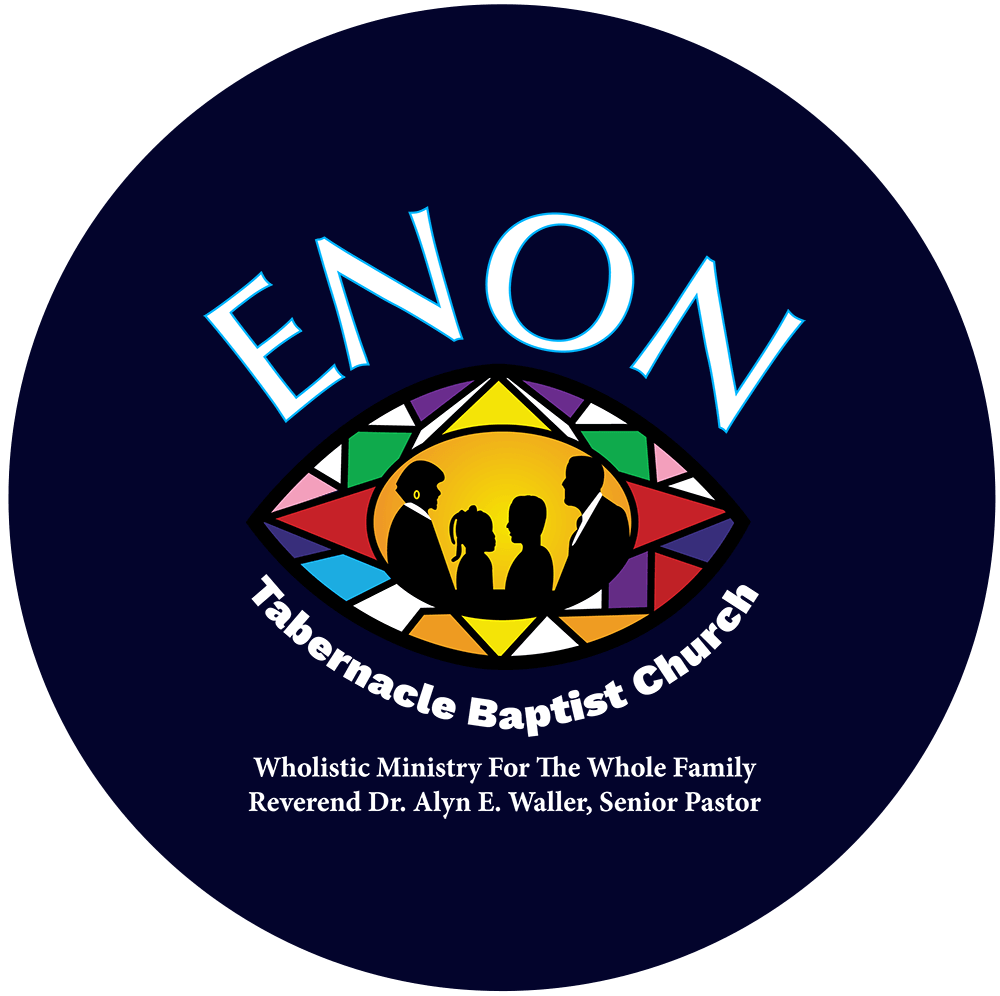 ENON
Tabernacle Baptist Church
Wholistic Ministry For The Whole Family
Reverend Dr. Alyn E. Waller, Senior Pastor